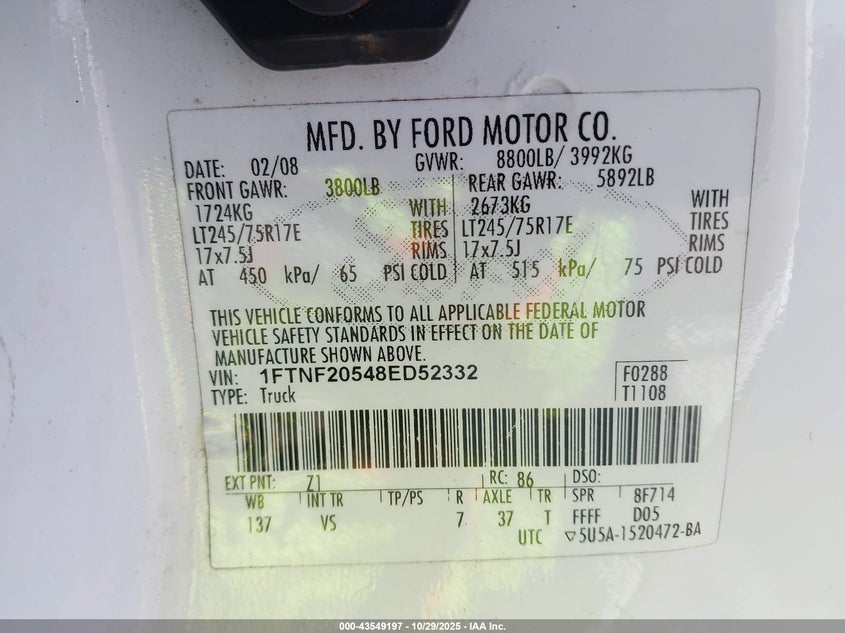 MFD. BY FORD MOTOR CO.
DATE: 02/08 GVWR: 8800LB/ 3992KG
FRONT GAWR: 3800LB REAR GAWR: 5892LB
1724KG WITH 2673KG WITH
LT245/75R17E TIRES LT245/75R17E TIRES
17x7.5J RIMS 17x7.5J RIMS
AT 450 kPa/ 65 PSI COLD AT 515 kPa/ 75 PSI COLD
THIS VEHICLE CONFORMS TO ALL APPLICABLE FEDERAL MOTOR
VEHICLE SAFETY STANDARDS IN EFFECT ON THE DATE OF
MANUFACTURE SHOWN ABOVE.
VIN: 1FTNF20548ED52332 F0288
TYPE: Truck T1108
EXT PNT: Z1 RC: 86 DSO:
WB INT TR TP/PS R AXLE TR SPR 8F714
137 VS 7 37 T FFFF D05
UTC ▽5U5A-1520472-BA
000-43549197 - 10/29/2025 - IAA Inc.